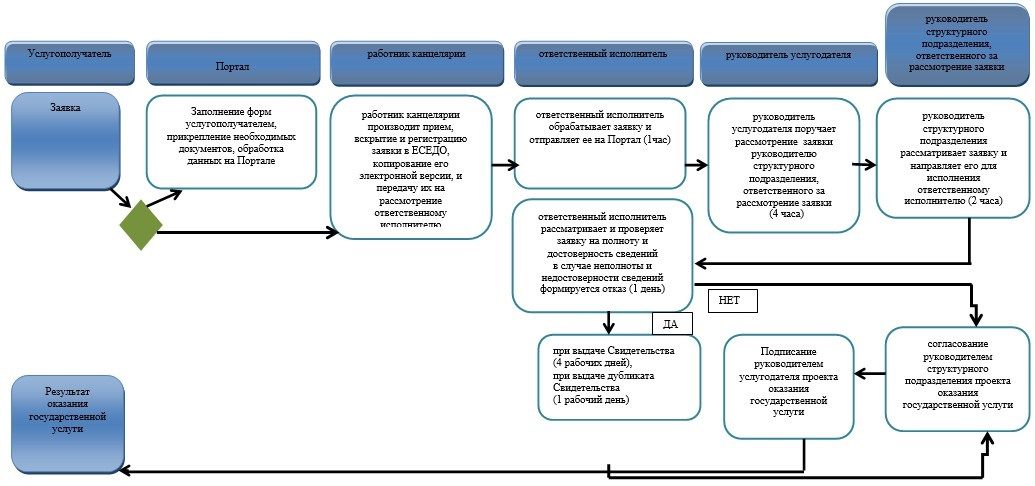 Услугополучатель
Портал
работник канцелярии
ответственный исполнитель
руководитель услугодателя
руководитель
структурного
подразделения,
ответственного за
рассмотрение заявки
Заявка
Заполнение форм
услугополучателем,
прикрепление необходимых
документов, обработка
данных на Портале
работник канцелярии
производит прием,
вскрытие и регистрацию
заявки в ЕСЕДО,
копирование его
электронной версии, и
передачу их на
рассмотрение
ответственному
исполнителю
ответственный исполнитель
обрабатывает заявку и
отправляет ее на Портал (1час)
руководитель
услугодателя поручает
рассмотрение заявки
руководителю
структурного
подразделения,
ответственного за
рассмотрение заявки
(4 часа)
руководитель
структурного
подразделения
рассматривает заявку и
направляет его для
исполнения
ответственному
исполнителю (2 часа)
ответственный исполнитель
рассматривает и проверяет
заявку на полноту и
достоверность сведений
в случае неполноты и
недостоверности сведений
формируется отказ (1 день)
НЕТ
ДА
при выдаче Свидетельства
(4 рабочих дней),
при выдаче дубликата
Свидетельства
(1 рабочий день)
Подписание
руководителем
услугодателя проекта
оказания
государственной
услуги
согласование
руководителем
структурного
подразделения проекта
оказания
государственной услуги
Результат
оказания
государственной
услуги